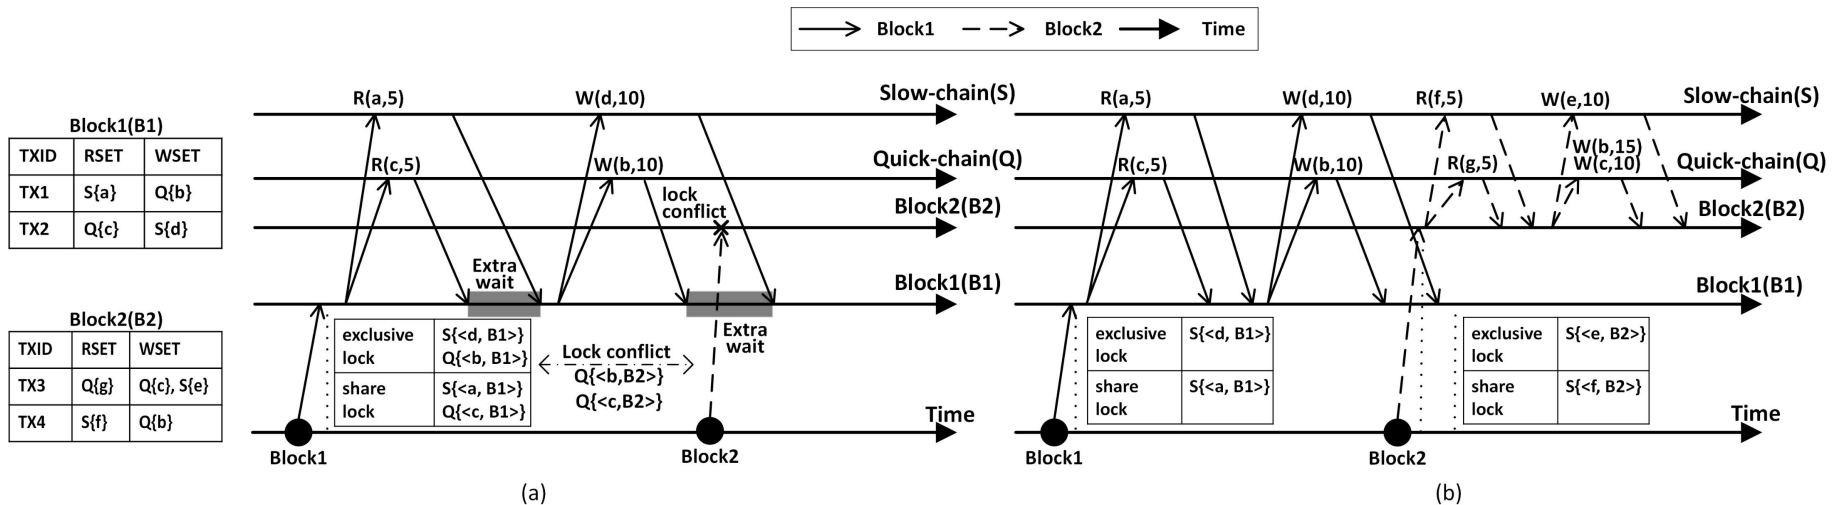 Block1 Block2 Time
Block1(B1)
TXID RSET WSET
TX1 S{a} Q{b}
TX2 Q{c} S{d}
Block2(B2)
TXID RSET WSET
TX3 Q{g} Q{c}, S{e}
TX4 S{f} Q{b}
R(a,5) W(d,10) Slow-chain(S)
R(c,5) W(b,10) Quick-chain(Q)
lock
conflict
Block2(B2)
Extra
wait
Block1(B1)
exclusive
lock
S{<d, B1>}
Q{<b, B1>}
share
lock
S{<a, B1>}
Q{<c, B1>}
Lock conflict
Q{<b,B2>}
Q{<c,B2>}
Extra
wait
Time
Block1 Block2
(a)
R(a,5) W(d,10) R(f,5) W(e,10) Slow-chain(S)
W(b,15)
R(c,5) W(b,10) R(g,5) W(c,10) Quick-chain(Q)
Block2(B2)
Block1(B1)
exclusive
lock
S{<d, B1>}
share
lock
S{<a, B1>}
exclusive
lock
S{<e, B2>}
share
lock
S{<f, B2>}
Time
Block1 Block2
(b)